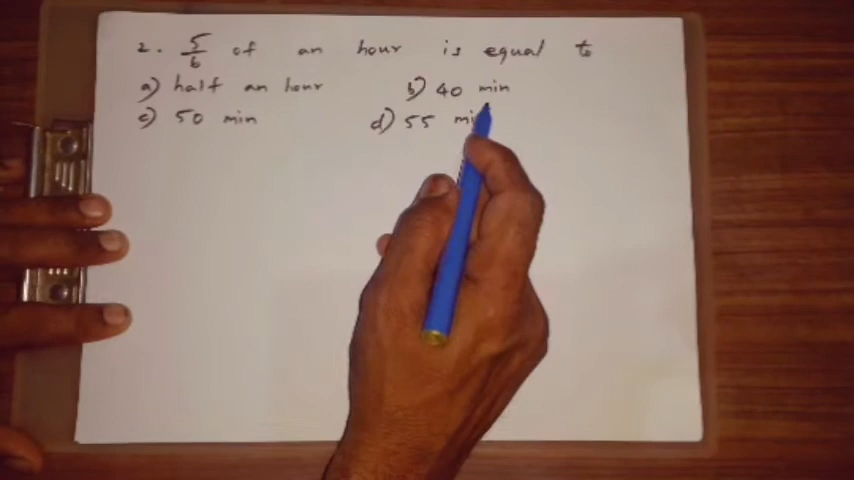 2. 5/6 of an hour is equal to
a) half an hour b) 40 min
c) 50 min d) 55